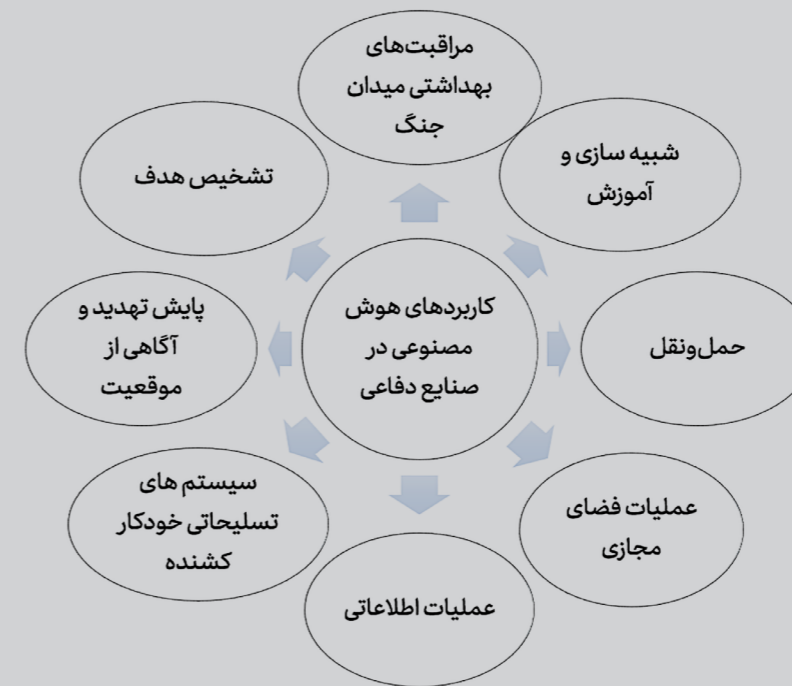 مراقبت‌های
بهداشتی میدان
جنگ
شبیه سازی و
آموزش
تشخیص هدف
کاربردهای هوش
مصنوعی در
صنایع دفاعی
حمل‌ونقل
پایش تهدید و
آگاهی از
موقعیت
عملیات فضای
مجازی
سیستم های
تسلیحاتی خودکار
کشنده
عملیات اطلاعاتی